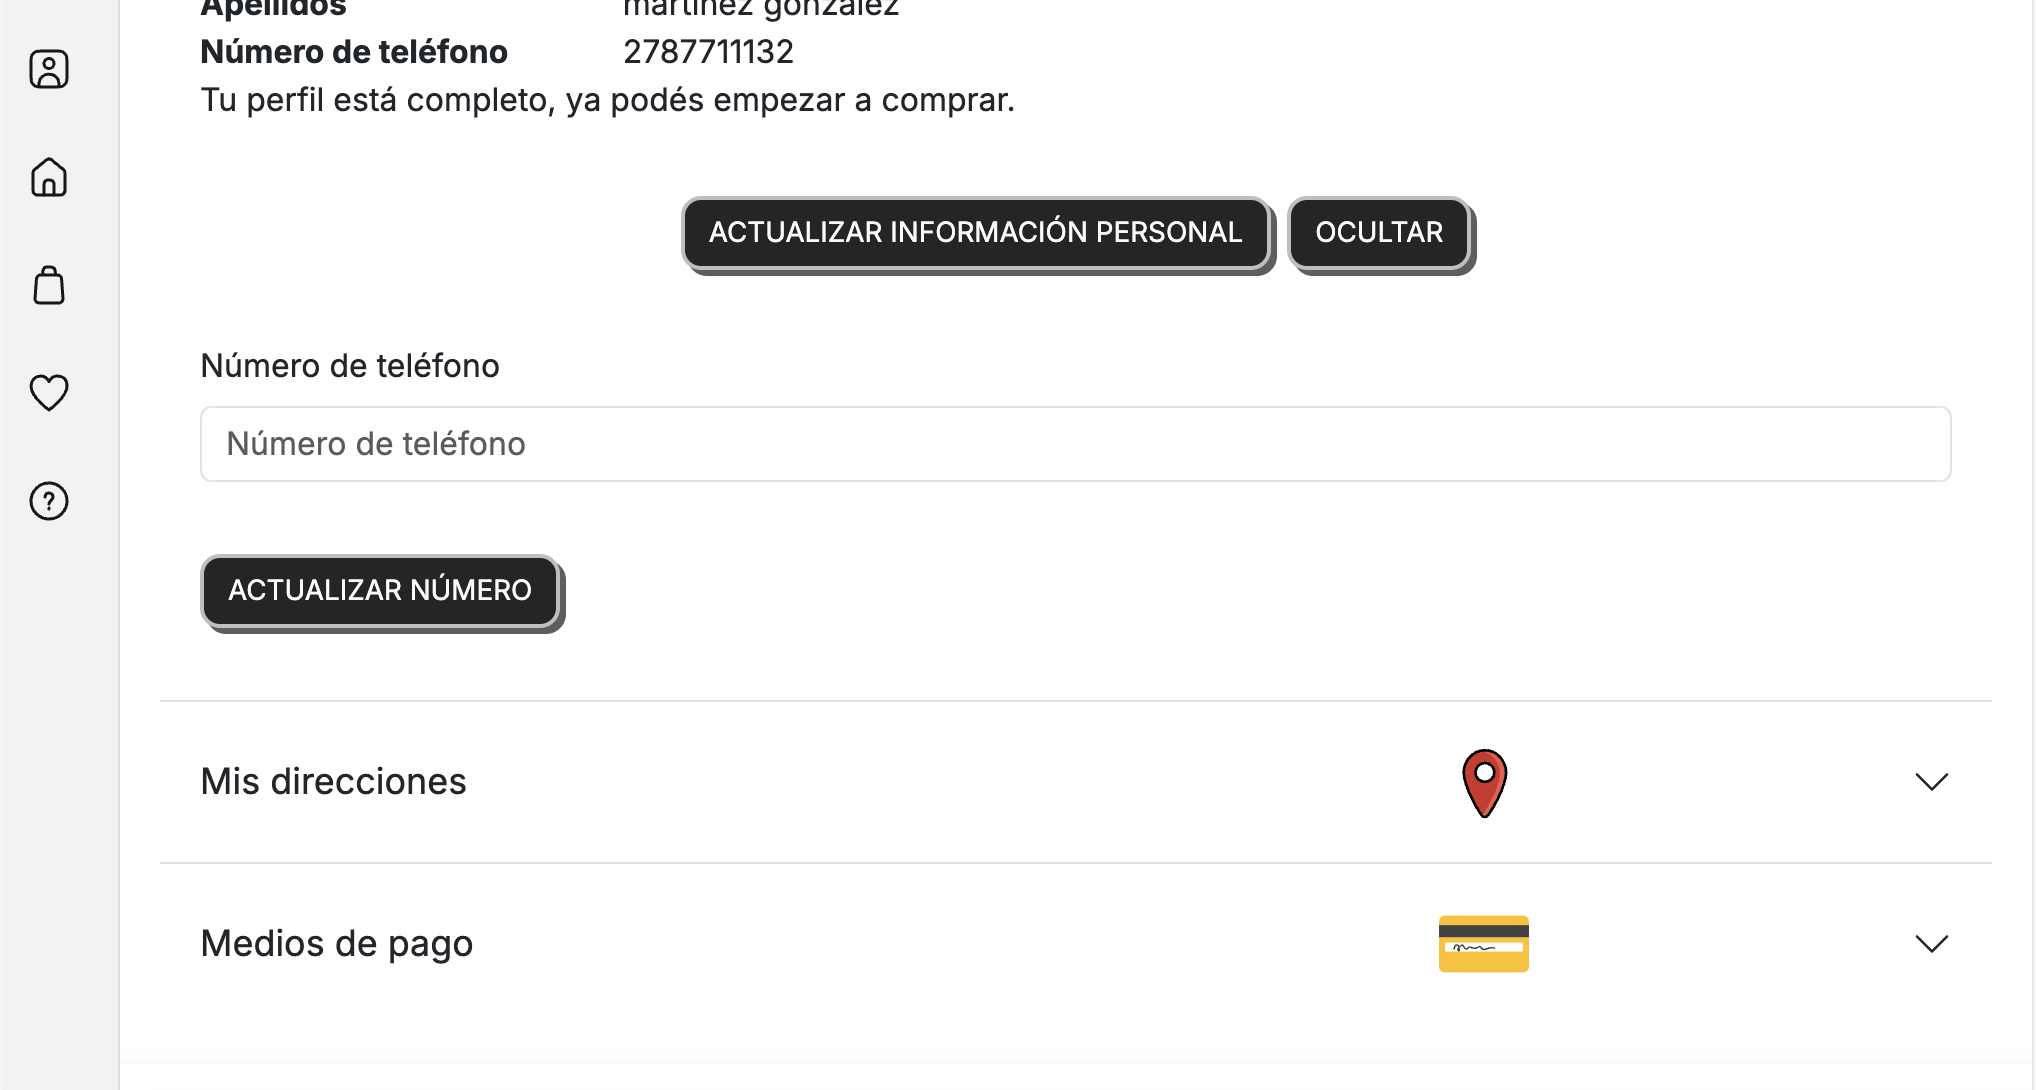 Apellidos martinez gonzalez
Número de teléfono 2787711132
Tu perfil está completo, ya podés empezar a comprar.
ACTUALIZAR INFORMACIÓN PERSONAL OCULTAR
Número de teléfono
Número de teléfono
ACTUALIZAR NÚMERO
Mis direcciones
Medios de pago